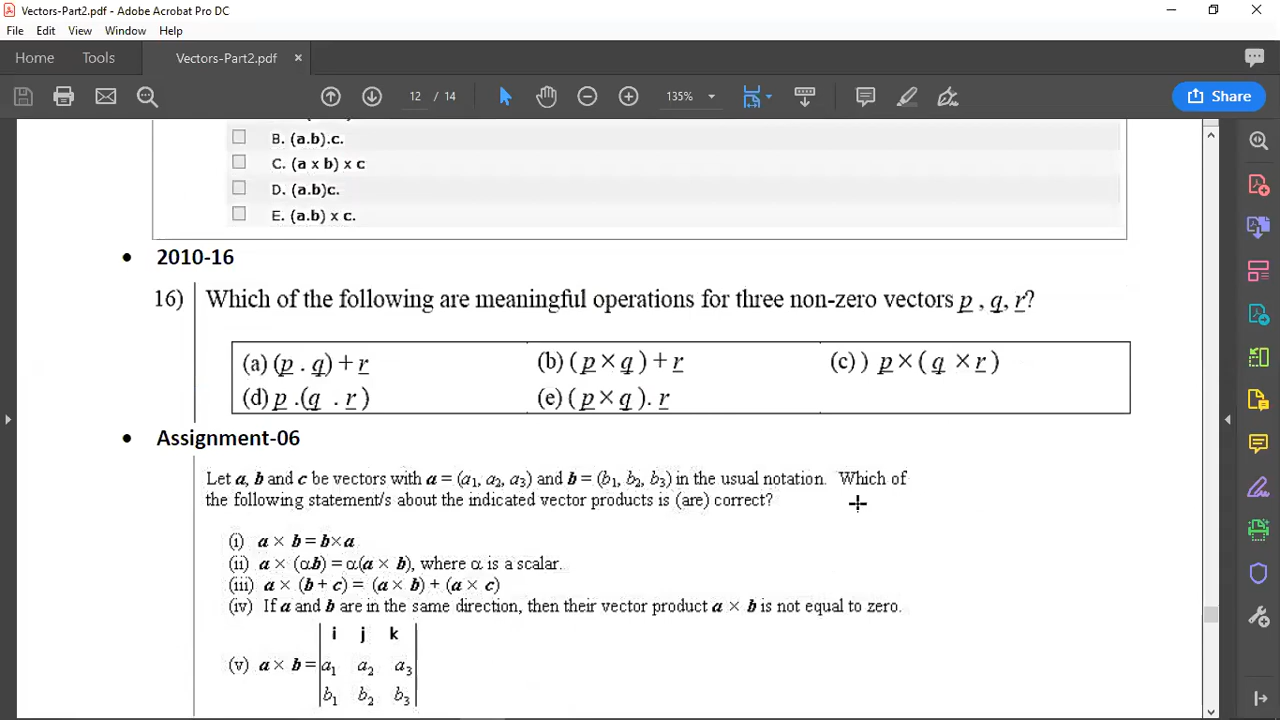 Vectors-Part2.pdf - Adobe Acrobat Pro DC
File Edit View Window Help
Home Tools Vectors-Part2.pdf ×
12 / 14 135% Share
B. (a.b).c.
C. (a x b) x c
D. (a.b)c.
E. (a.b) x c.
• 2010-16
16) Which of the following are meaningful operations for three non-zero vectors p , q, r?
(a) (p . q) + r (b) ( p × q ) + r (c) ) p × ( q × r )
(d) p .(q . r ) (e) ( p × q ). r
• Assignment-06
Let a, b and c be vectors with a = (a1, a2, a3) and b = (b1, b2, b3) in the usual notation. Which of
the following statement/s about the indicated vector products is (are) correct?
(i) a × b = b×a
(ii) a × (αb) = α(a × b), where α is a scalar.
(iii) a × (b + c) = (a × b) + (a × c)
(iv) If a and b are in the same direction, then their vector product a × b is not equal to zero.
i j k
(v) a × b = a1 a2 a3
b1 b2 b3